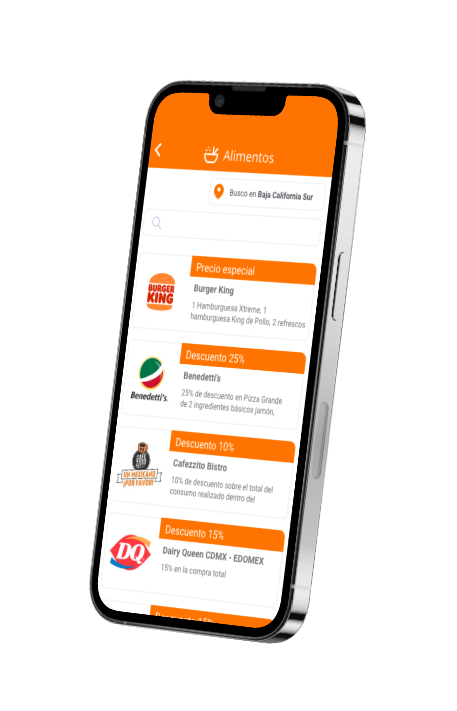 Alimentos
Busco en Baja California Sur
Precio especial
BURGER
KING
Burger King
1 Hamburguesa Xtreme, 1
hamburguesa King de Pollo, 2 refrescos
Descuento 25%
Benedetti's
Benedetti's.
25% de descuento en Pizza Grande
de 2 ingredientes básicos jamón,
Descuento 10%
UN MEXICANO
¡POR FAVOR!
Cafezzito Bistro
10% de descuento sobre el total del
consumo realizado dentro del
Descuento 15%
DQ
Dairy Queen CDMX - EDOMEX
15% en la compra total
Descuento 15%